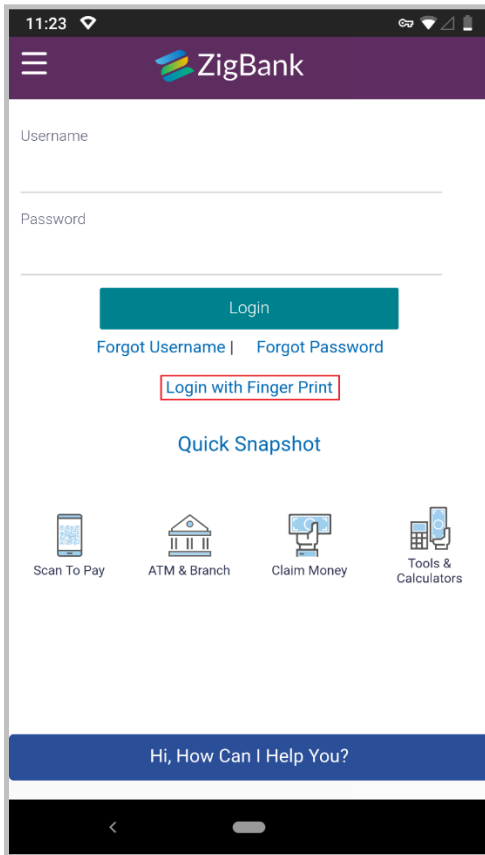 11:23
ZigBank
Username
Password
Login
Forgot Username | Forgot Password
Login with Finger Print
Quick Snapshot
Scan To Pay
ATM & Branch
Claim Money
Tools &
Calculators
Hi, How Can I Help You?